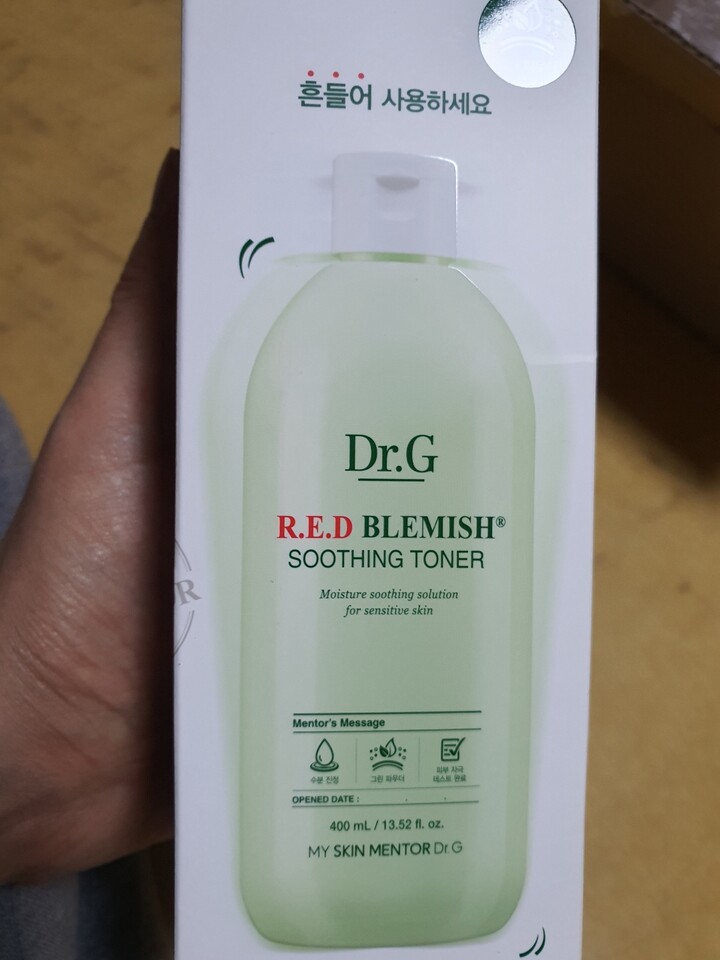 흔들어 사용하세요
Dr.G
R.E.D BLEMISH®
SOOTHING TONER
Moisture soothing solution
for sensitive skin
Mentor's Message
수분 진정
그린 파우더
피부 자극
테스트 완료
OPENED DATE : . .
400 mL / 13.52 fl. oz.
MY SKIN MENTOR Dr.G